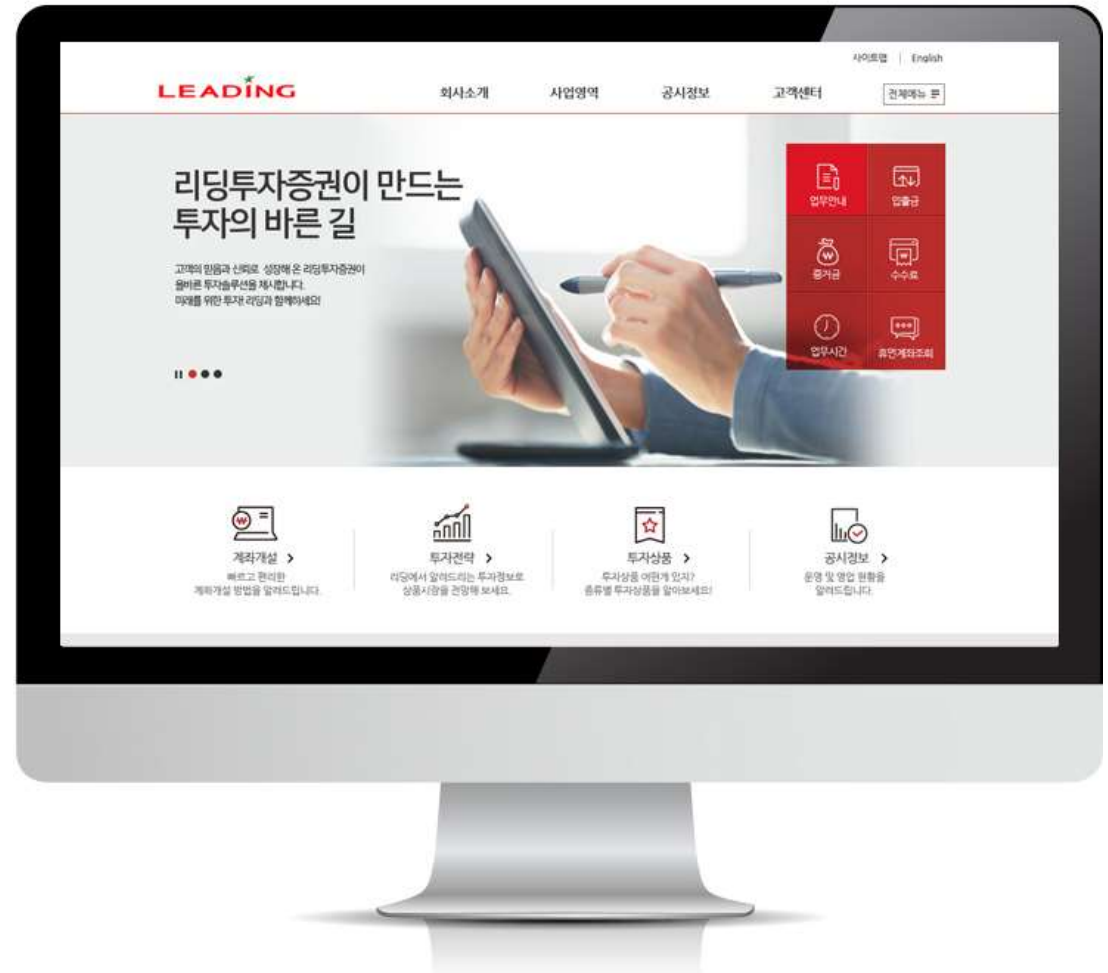 사이트맵 | English
LEADING
회사소개 사업영역 공시정보 고객센터 전체메뉴
리딩투자증권이 만드는
투자의 바른 길
고객의 믿음과 신뢰로 성장해 온 리딩투자증권이
올바른 투자솔루션을 제시합니다.
미래를 위한 투자! 리딩과 함께하세요!
업무안내 입출금
증거금 수수료
업무시간 휴면계좌조회
계좌개설 >
빠르고 편리한
계좌개설 방법을 알려드립니다.
투자전략 >
리딩에서 알려드리는 투자정보로
상품시장을 전망해 보세요.
투자상품 >
투자상품 어떤게 있지?
종류별 투자상품을 알아보세요!
공시정보 >
운영 및 영업 현황을
알려드립니다.